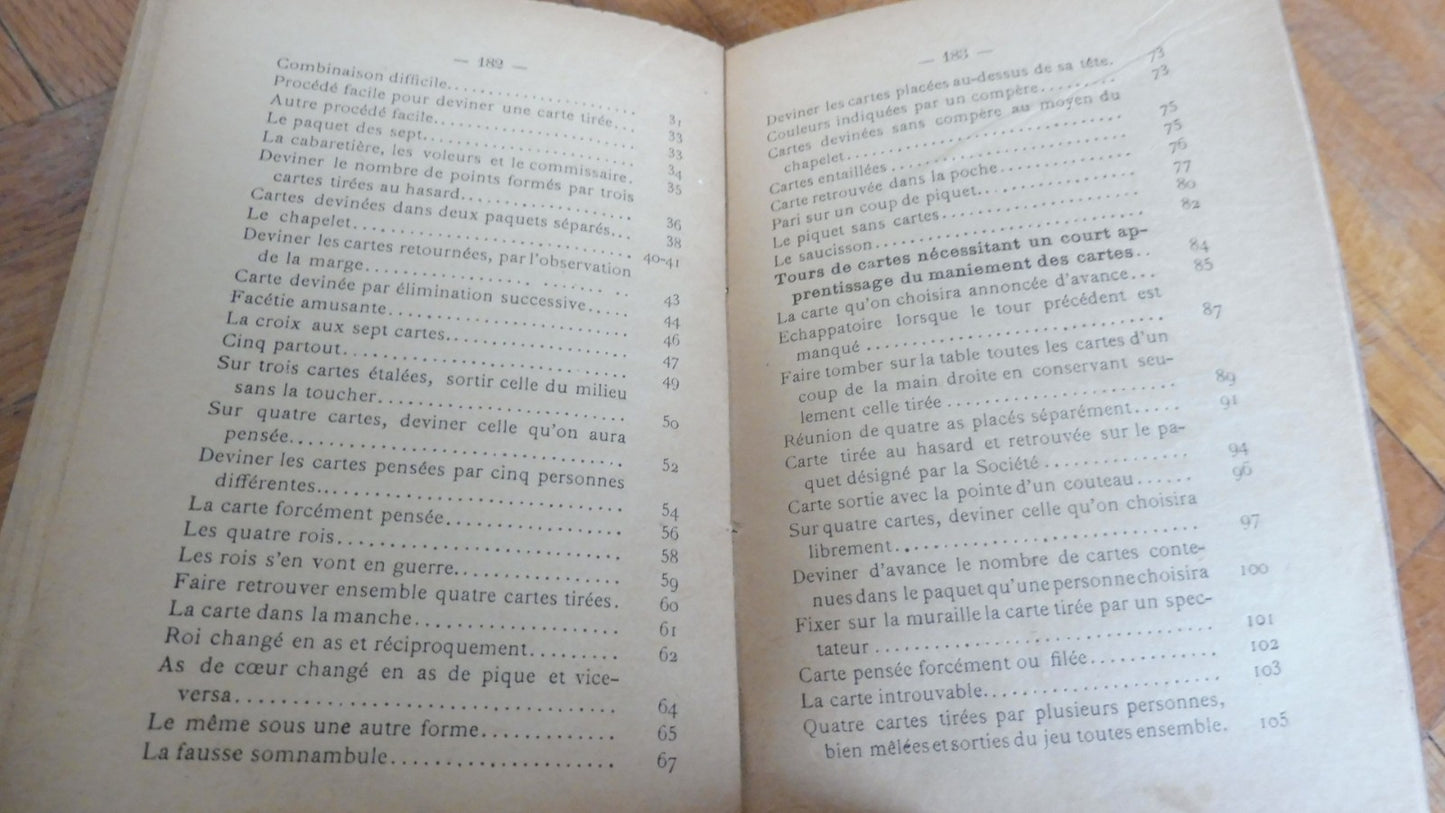 — 182 —
Combinaison difficile.................... 31
Procédé facile pour deviner une carte tirée... 33
Autre procédé facile.................... 33
Le paquet des sept.................... 34
La cabaretière, les voleurs et le commissaire. 35
Deviner le nombre de points formés par trois
cartes tirées au hasard.................... 36
Cartes devinées dans deux paquets séparés... 38
Le chapelet.................... 40-41
Deviner les cartes retournées, par l'observation
de la marge.................... 43
Carte devinée par élimination successive..... 44
Facétie amusante.................... 46
La croix aux sept cartes.................... 47
Cinq partout.................... 49
Sur trois cartes étalées, sortir celle du milieu
sans la toucher.................... 50
Sur quatre cartes, deviner celle qu'on aura
pensée.................... 52
Deviner les cartes pensées par cinq personnes
différentes.................... 54
La carte forcément pensée.................... 56
Les quatre rois.................... 58
Les rois s'en vont en guerre.................... 59
Faire retrouver ensemble quatre cartes tirées. 60
La carte dans la manche.................... 61
Roi changé en as et réciproquement......... 62
As de cœur changé en as de pique et vice-
versa.................... 64
Le même sous une autre forme............. 65
La fausse somnambule.................... 67
— 183 —
Deviner les cartes placées au-dessus de sa tête. 73
Couleurs indiquées par un compère.......... 73
Cartes devinées sans compère au moyen du
chapelet.................... 75
Cartes entaillées.................... 75
Carte retrouvée dans la poche............. 76
Pari sur un coup de piquet.................... 77
Le piquet sans cartes.................... 80
Le saucisson.................... 82
Tours de cartes nécessitant un court ap-
prentissage du maniement des cartes.. 84
La carte qu'on choisira annoncée d'avance... 85
Echappatoire lorsque le tour précédent est
manqué.................... 87
Faire tomber sur la table toutes les cartes d'un
coup de la main droite en conservant seu-
lement celle tirée.................... 89
Réunion de quatre as placés séparément..... 91
Carte tirée au hasard et retrouvée sur le pa-
quet désigné par la Société............. 94
Carte sortie avec la pointe d'un couteau...... 96
Sur quatre cartes, deviner celle qu'on choisira
librement.................... 97
Deviner d'avance le nombre de cartes conte-
nues dans le paquet qu'une personne choisira 100
Fixer sur la muraille la carte tirée par un spec-
tateur.................... 101
Carte pensée forcément ou filée............ 102
La carte introuvable.................... 103
Quatre cartes tirées par plusieurs personnes,
bien mêlées et sorties du jeu toutes ensemble. 105